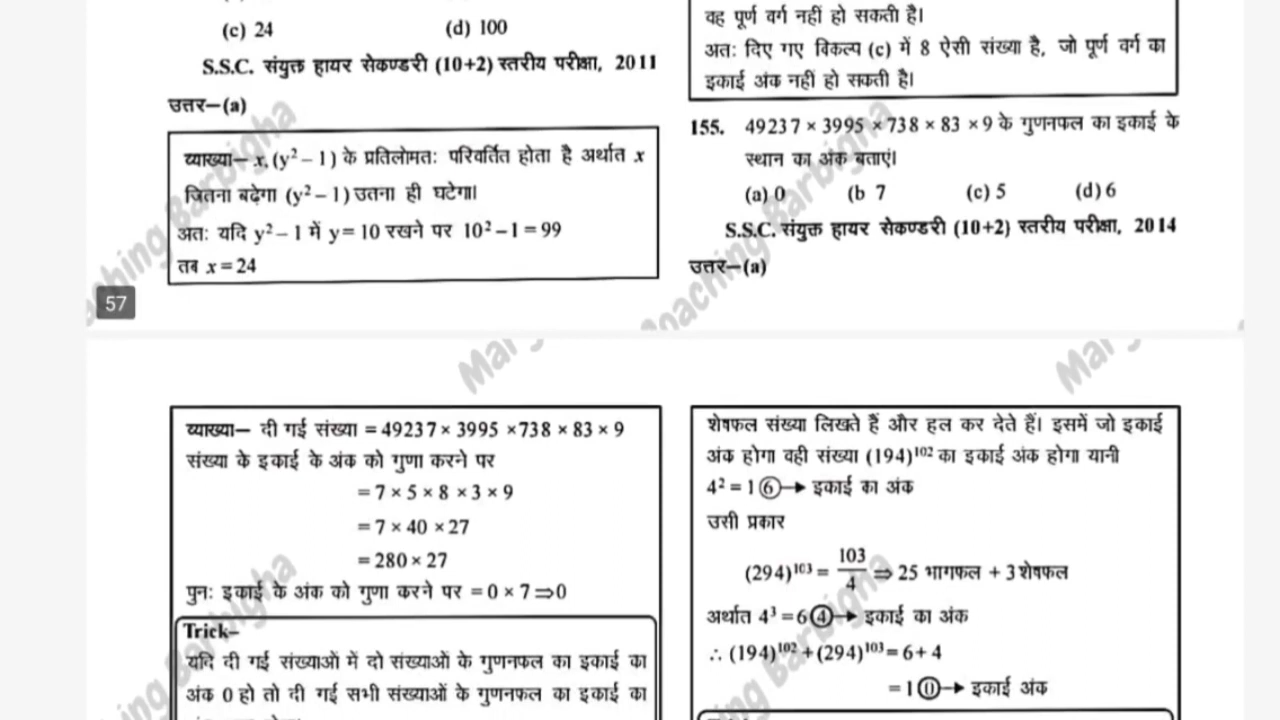 (c) 24 (d) 100
S.S.C. संयुक्त हायर सेकण्डरी (10+2) स्तरीय परीक्षा, 2011
उत्तर–(a)
व्याख्या– x, (y² – 1) के प्रतिलोमतः परिवर्तित होता है अर्थात x
जितना बढ़ेगा (y² – 1) उतना ही घटेगा।
अतः यदि y² – 1 में y = 10 रखने पर 10² – 1 = 99
तब x = 24
57
वह पूर्ण वर्ग नहीं हो सकती है।
अतः दिए गए विकल्प (c) में 8 ऐसी संख्या है, जो पूर्ण वर्ग का
इकाई अंक नहीं हो सकती है।
155. 49237 × 3995 × 738 × 83 × 9 के गुणनफल का इकाई के
स्थान का अंक बताएं।
(a) 0 (b 7 (c) 5 (d) 6
S.S.C. संयुक्त हायर सेकण्डरी (10+2) स्तरीय परीक्षा, 2014
उत्तर–(a)
व्याख्या– दी गई संख्या = 49237 × 3995 × 738 × 83 × 9
संख्या के इकाई के अंक को गुणा करने पर
= 7 × 5 × 8 × 3 × 9
= 7 × 40 × 27
= 280 × 27
पुनः इकाई के अंक को गुणा करने पर = 0 × 7 ⇒ 0
Trick–
यदि दी गई संख्याओं में दो संख्याओं के गुणनफल का इकाई का
अंक 0 हो तो दी गई सभी संख्याओं के गुणनफल का इकाई का
शेषफल संख्या लिखते हैं और हल कर देते हैं। इसमें जो इकाई
अंक होगा वही संख्या (194)¹⁰² का इकाई अंक होगा यानी
4² = 1⑥→ इकाई का अंक
उसी प्रकार
(294)¹⁰³ = 103/4 ⇒ 25 भागफल + 3 शेषफल
अर्थात 4³ = 6④→ इकाई का अंक
∴ (194)¹⁰² + (294)¹⁰³ = 6 + 4
= 1⓪→ इकाई अंक